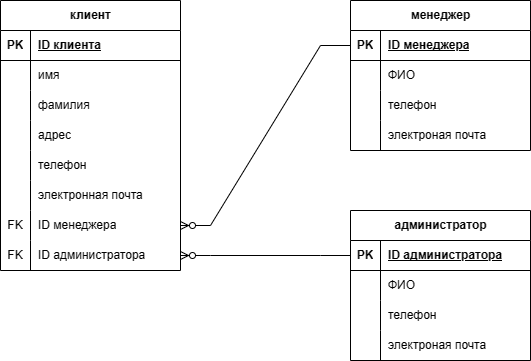 клиент
PK ID клиента
имя
фамилия
адрес
телефон
электронная почта
FK ID менеджера
FK ID администратора
менеджер
PK ID менеджера
ФИО
телефон
электроная почта
администратор
PK ID администратора
ФИО
телефон
электроная почта